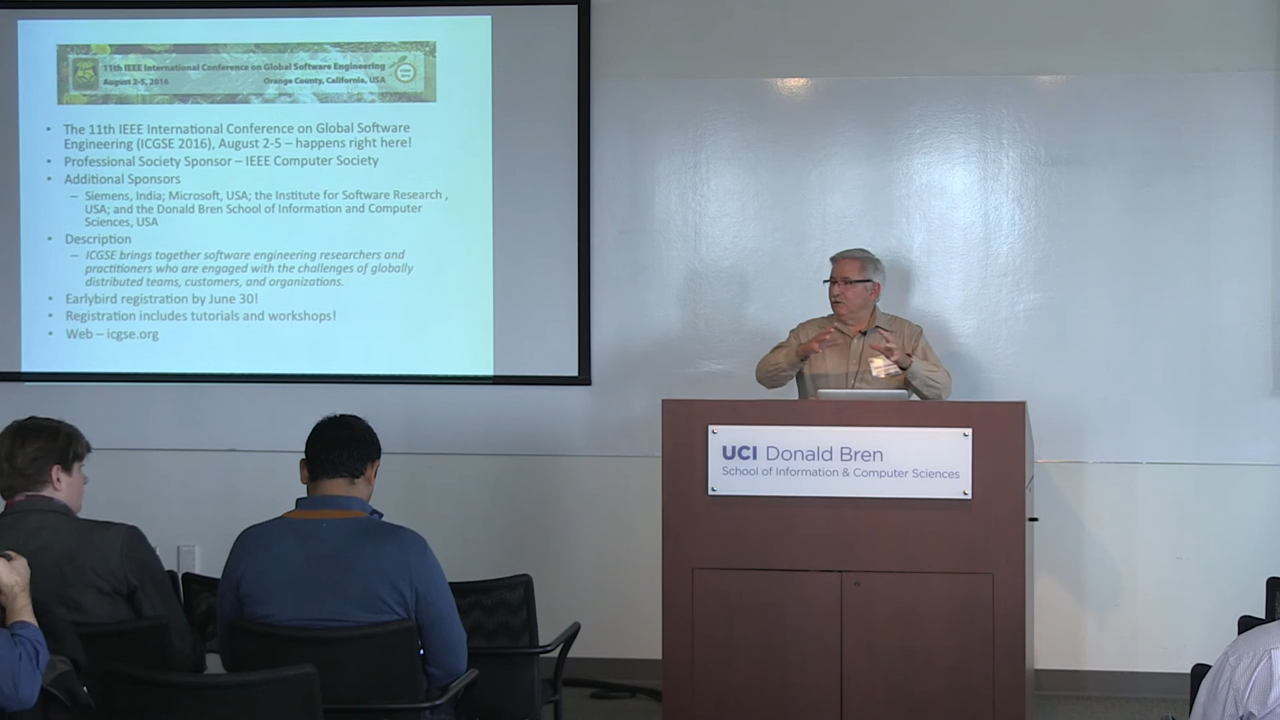 11th IEEE International Conference on Global Software Engineering
August 2-5, 2016 Orange County, California, USA
• The 11th IEEE International Conference on Global Software
Engineering (ICGSE 2016), August 2-5 – happens right here!
• Professional Society Sponsor – IEEE Computer Society
• Additional Sponsors
– Siemens, India; Microsoft, USA; the Institute for Software Research ,
USA; and the Donald Bren School of Information and Computer
Sciences, USA
• Description
– ICGSE brings together software engineering researchers and
practitioners who are engaged with the challenges of globally
distributed teams, customers, and organizations.
• Earlybird registration by June 30!
• Registration includes tutorials and workshops!
• Web – icgse.org
UCI Donald Bren
School of Information & Computer Sciences